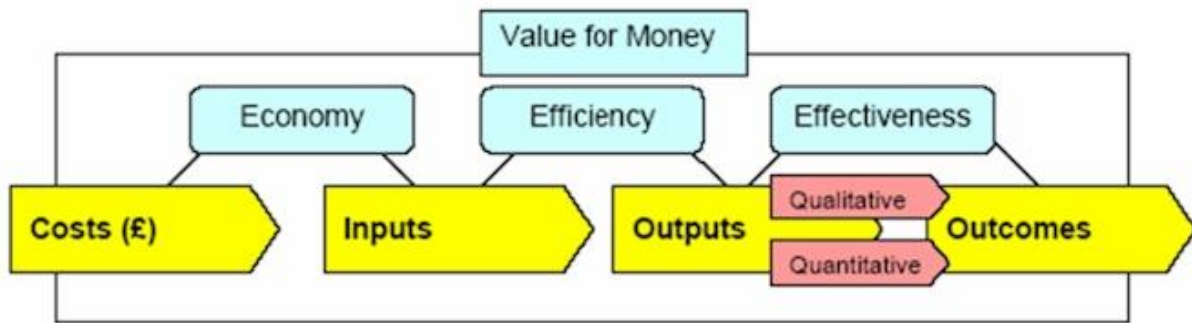 Value for Money
Economy
Efficiency
Effectiveness
Costs (£)
Inputs
Outputs
Qualitative
Quantitative
Outcomes